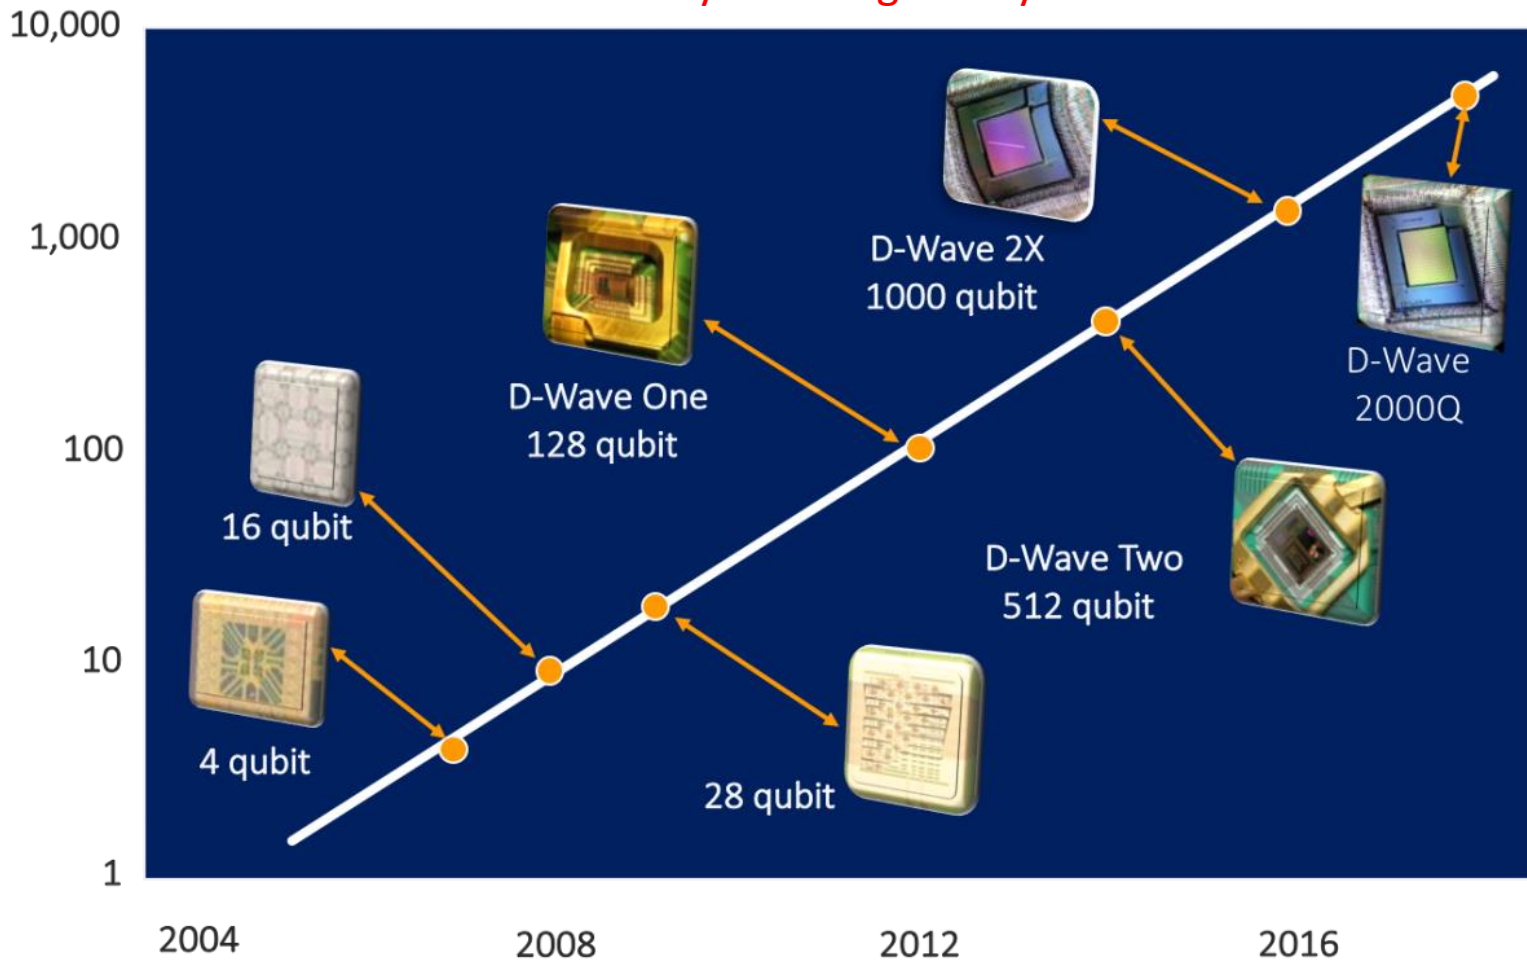 10,000
1,000
100
10
1
D-Wave 2X
1000 qubit
D-Wave One
128 qubit
D-Wave
2000Q
16 qubit
D-Wave Two
512 qubit
4 qubit
28 qubit
2004
2008
2012
2016